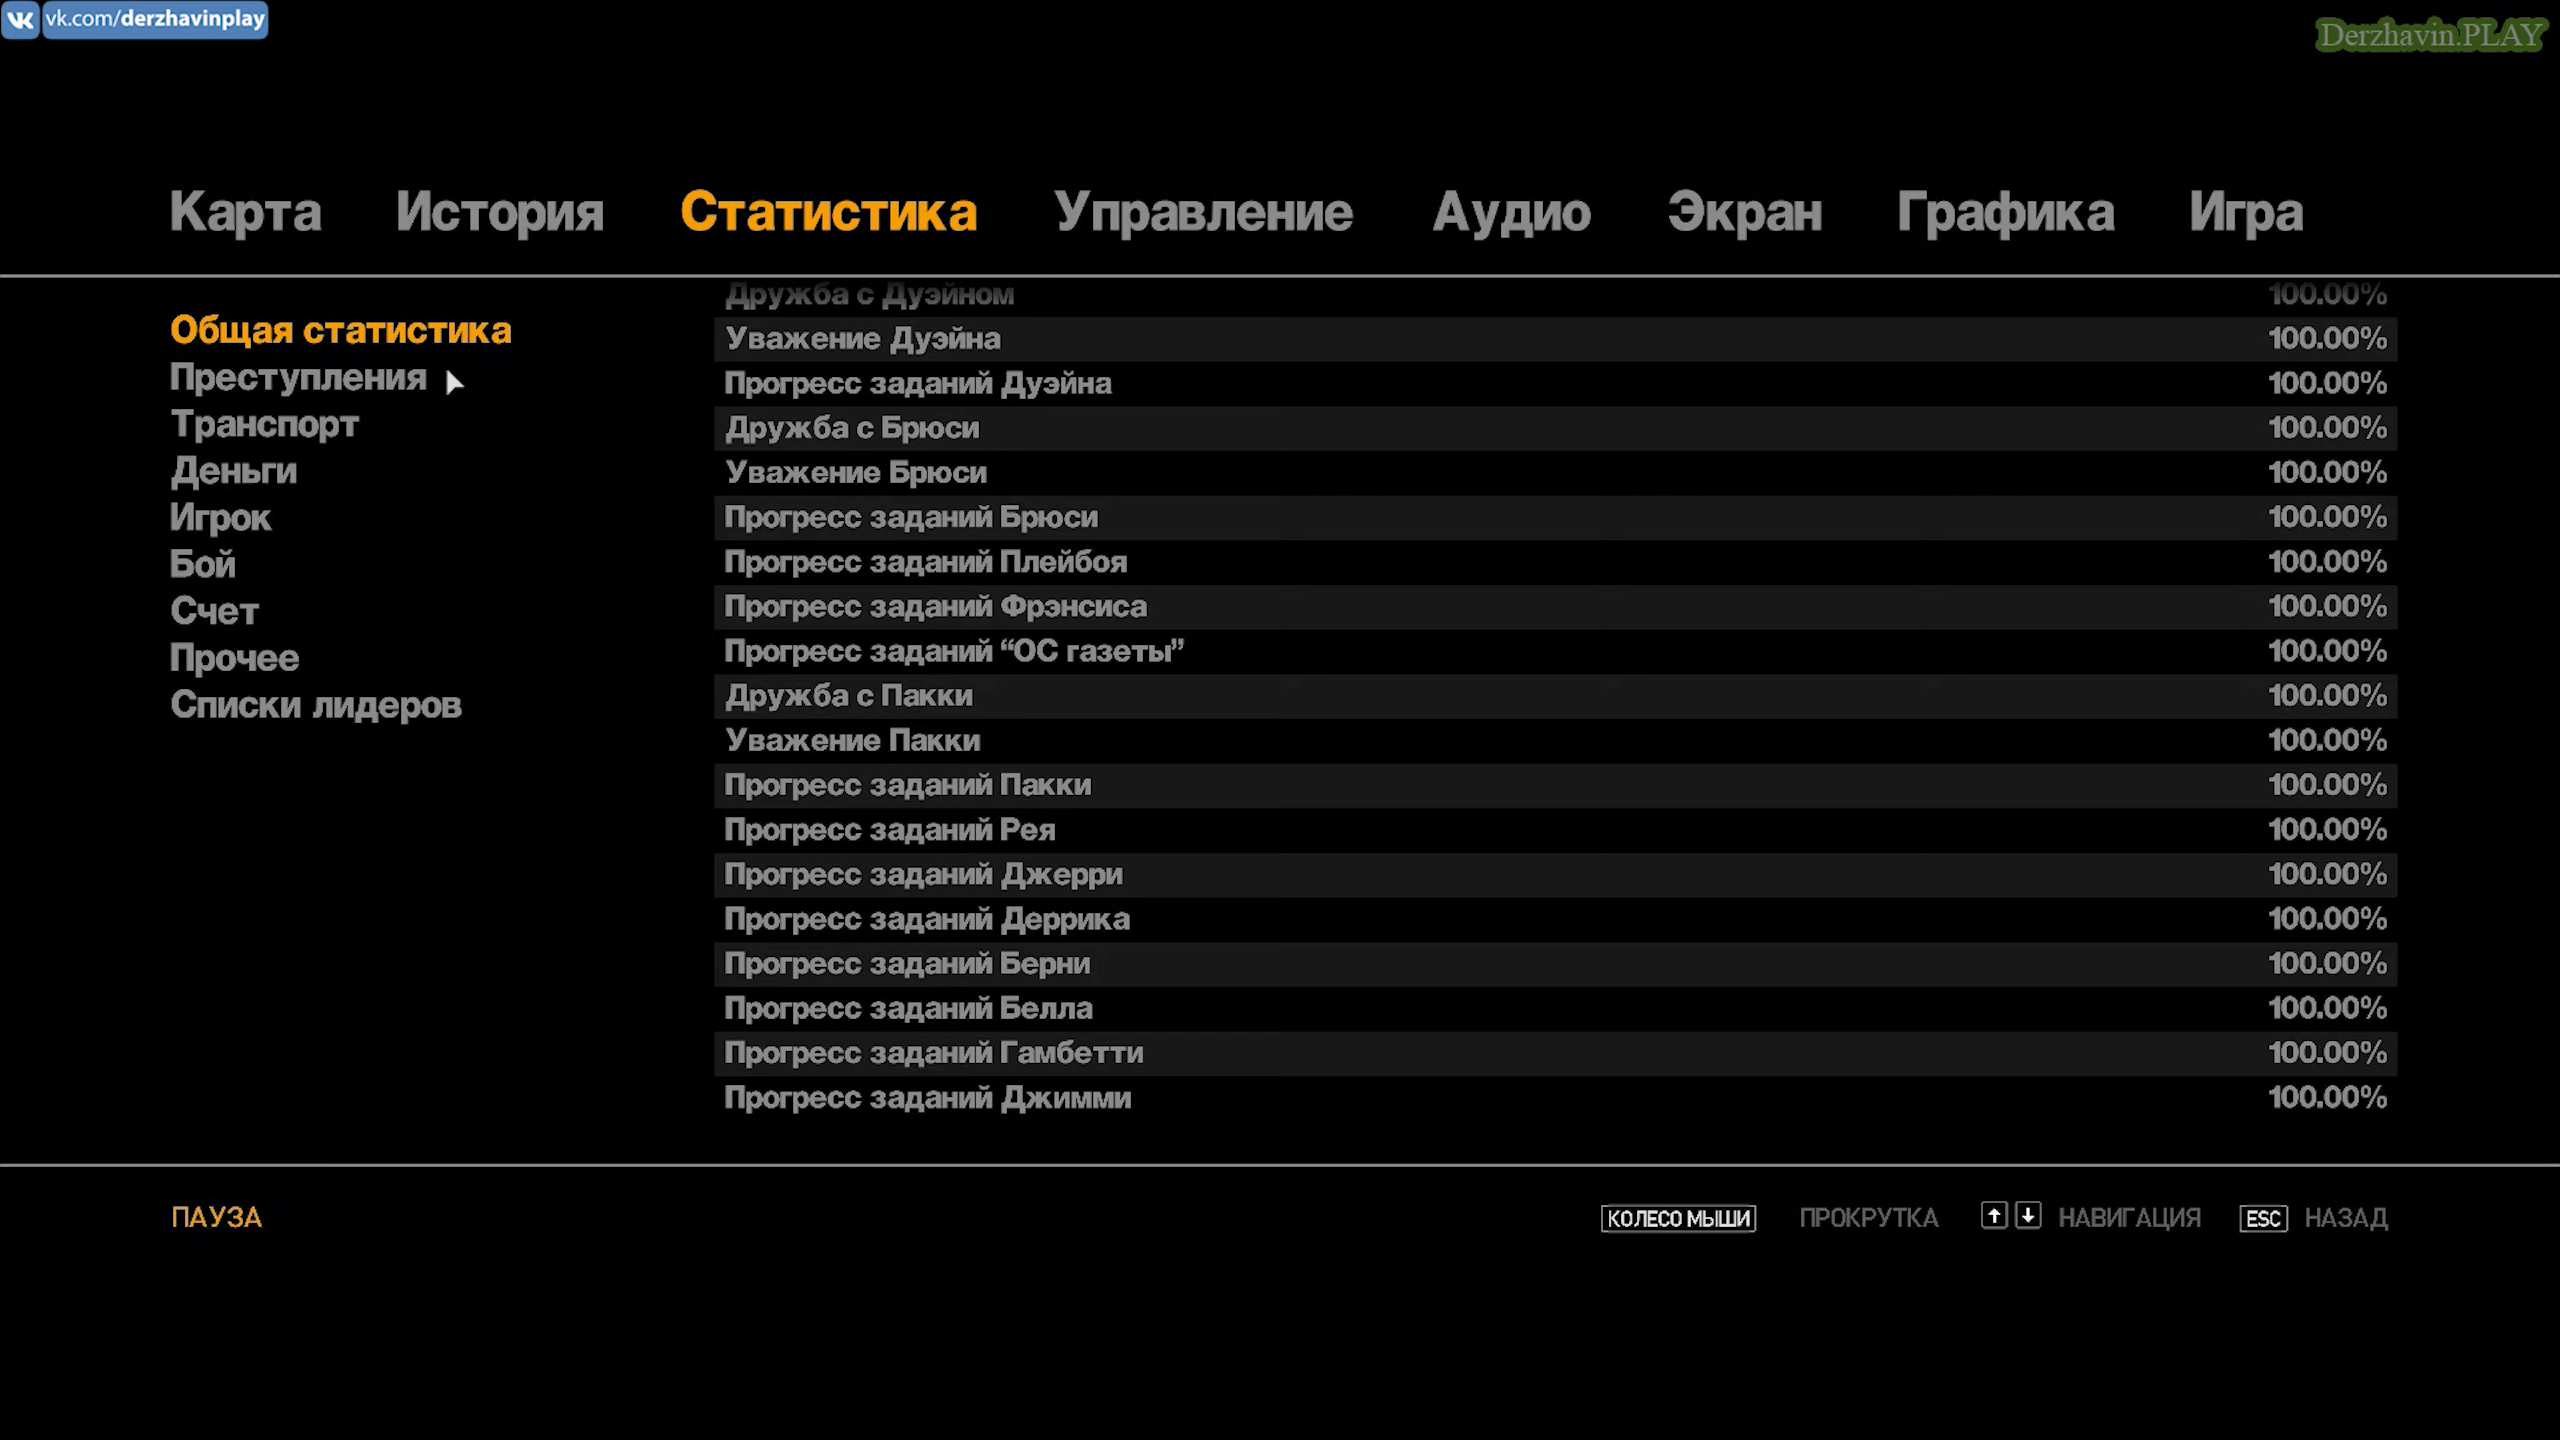 vk.com/derzhavinplay
Derzhavin.PLAY
Карта История Статистика Управление Аудио Экран Графика Игра
Общая статистика
Преступления
Транспорт
Деньги
Игрок
Бой
Счет
Прочее
Списки лидеров
Дружба с Дуэйном 100.00%
Уважение Дуэйна 100.00%
Прогресс заданий Дуэйна 100.00%
Дружба с Брюси 100.00%
Уважение Брюси 100.00%
Прогресс заданий Брюси 100.00%
Прогресс заданий Плейбоя 100.00%
Прогресс заданий Фрэнсиса 100.00%
Прогресс заданий “ОС газеты” 100.00%
Дружба с Пакки 100.00%
Уважение Пакки 100.00%
Прогресс заданий Пакки 100.00%
Прогресс заданий Рея 100.00%
Прогресс заданий Джерри 100.00%
Прогресс заданий Деррика 100.00%
Прогресс заданий Берни 100.00%
Прогресс заданий Белла 100.00%
Прогресс заданий Гамбетти 100.00%
Прогресс заданий Джимми 100.00%
ПАУЗА
КОЛЕСО МЫШИ ПРОКРУТКА ↑ ↓ НАВИГАЦИЯ ESC НАЗАД